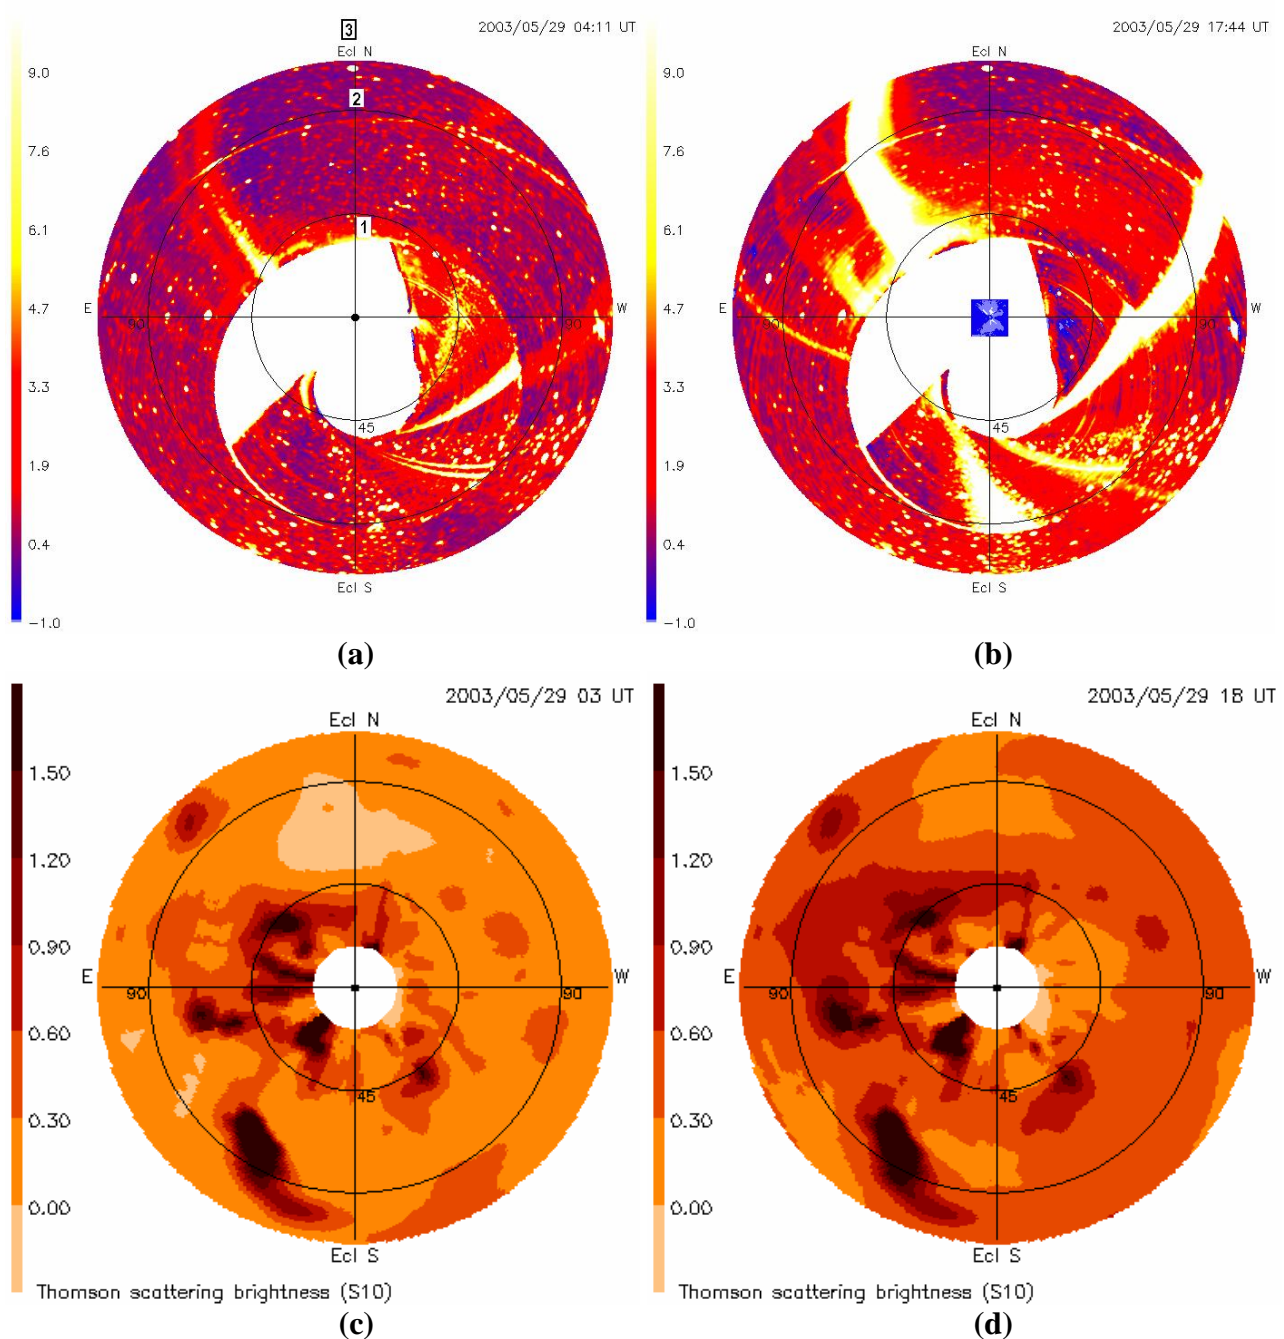 3
2003/05/29 04:11 UT
Ecl N
9.0
2
7.6
6.1
1
4.7
E
90
90
W
3.3
45
1.9
0.4
Ecl S
−1.0
(a)
2003/05/29 17:44 UT
Ecl N
9.0
7.6
6.1
4.7
E
90
90
W
3.3
45
1.9
0.4
Ecl S
−1.0
(b)
2003/05/29 03 UT
Ecl N
1.50
1.20
0.90
E
90
90
W
0.60
45
0.30
0.00
Ecl S
Thomson scattering brightness (S10)
(c)
2003/05/29 18 UT
Ecl N
1.50
1.20
0.90
E
90
90
W
0.60
45
0.30
0.00
Ecl S
Thomson scattering brightness (S10)
(d)